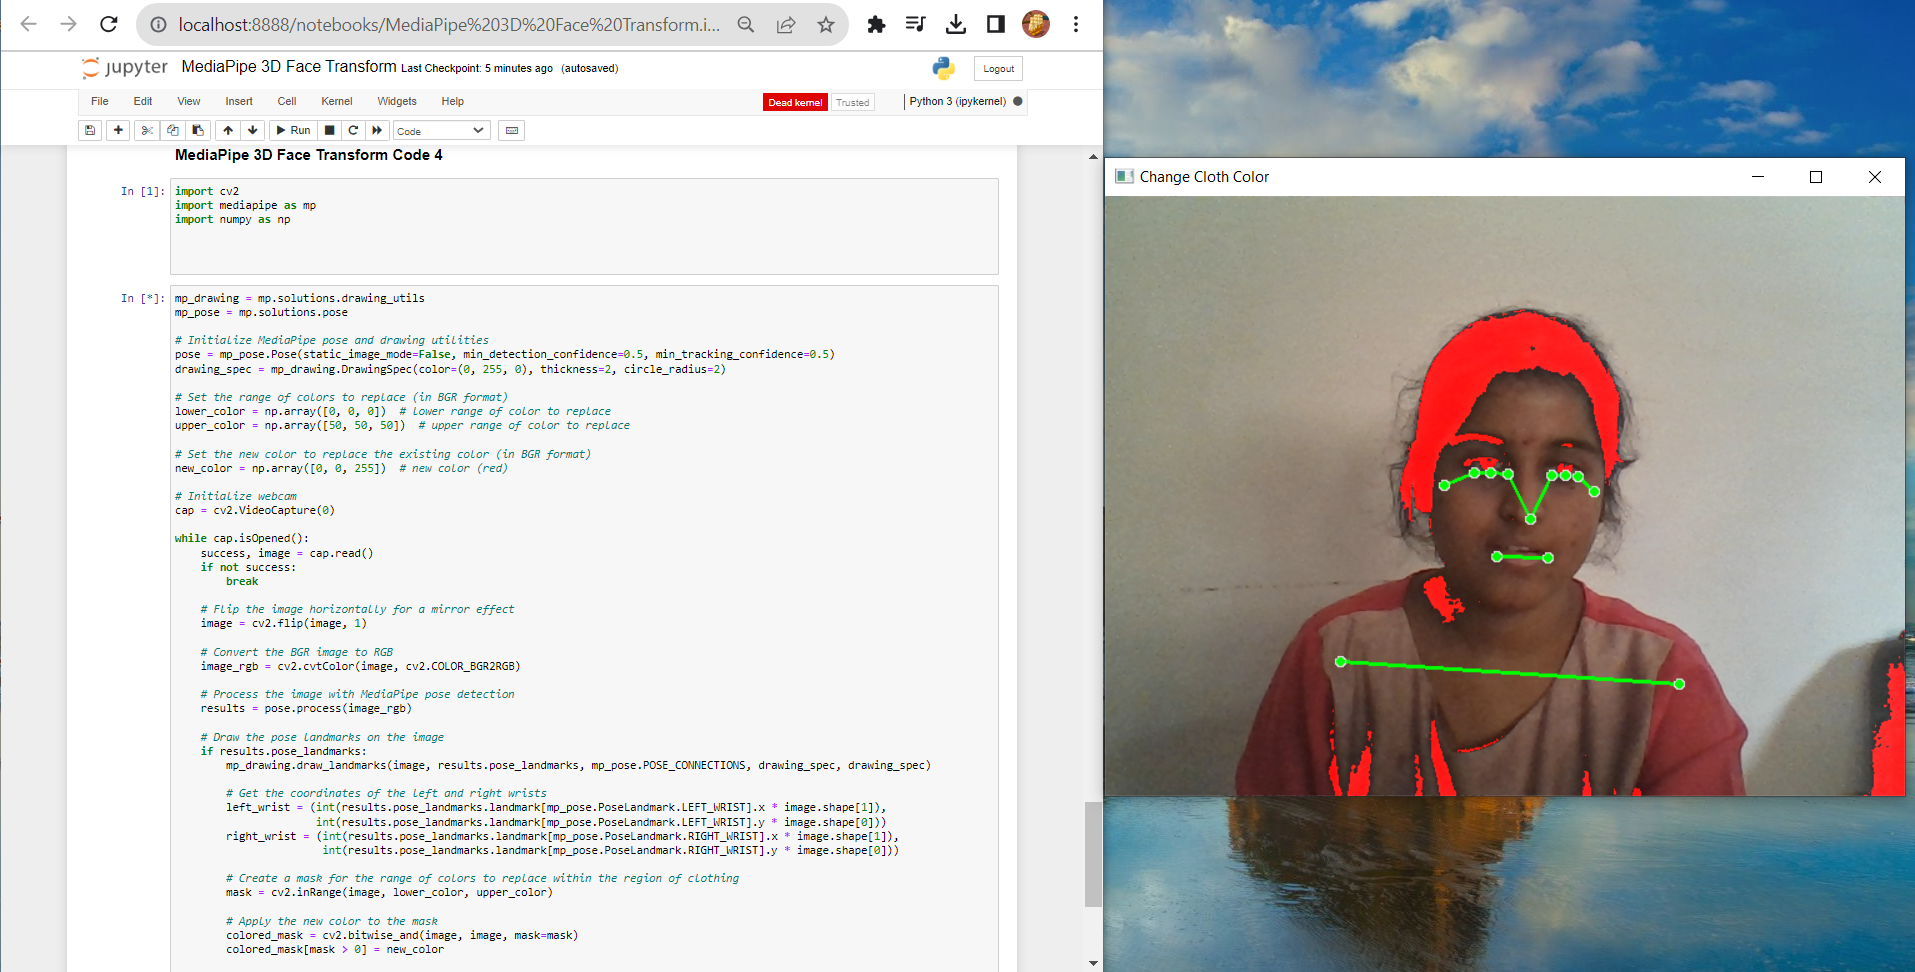 localhost:8888/notebooks/MediaPipe%203D%20Face%20Transform.i...
jupyter MediaPipe 3D Face Transform Last Checkpoint: 5 minutes ago (autosaved)
Logout
File Edit View Insert Cell Kernel Widgets Help
Dead kernel Trusted Python 3 (ipykernel)
Run Code
MediaPipe 3D Face Transform Code 4
In [1]:
import cv2
import mediapipe as mp
import numpy as np
In [*]:
mp_drawing = mp.solutions.drawing_utils
mp_pose = mp.solutions.pose
# Initialize MediaPipe pose and drawing utilities
pose = mp_pose.Pose(static_image_mode=False, min_detection_confidence=0.5, min_tracking_confidence=0.5)
drawing_spec = mp_drawing.DrawingSpec(color=(0, 255, 0), thickness=2, circle_radius=2)
# Set the range of colors to replace (in BGR format)
lower_color = np.array([0, 0, 0])  # lower range of color to replace
upper_color = np.array([50, 50, 50])  # upper range of color to replace
# Set the new color to replace the existing color (in BGR format)
new_color = np.array([0, 0, 255])  # new color (red)
# Initialize webcam
cap = cv2.VideoCapture(0)
while cap.isOpened():
    success, image = cap.read()
    if not success:
        break
    # Flip the image horizontally for a mirror effect
    image = cv2.flip(image, 1)
    # Convert the BGR image to RGB
    image_rgb = cv2.cvtColor(image, cv2.COLOR_BGR2RGB)
    # Process the image with MediaPipe pose detection
    results = pose.process(image_rgb)
    # Draw the pose landmarks on the image
    if results.pose_landmarks:
        mp_drawing.draw_landmarks(image, results.pose_landmarks, mp_pose.POSE_CONNECTIONS, drawing_spec, drawing_spec)
        # Get the coordinates of the left and right wrists
        left_wrist = (int(results.pose_landmarks.landmark[mp_pose.PoseLandmark.LEFT_WRIST].x * image.shape[1]),
                      int(results.pose_landmarks.landmark[mp_pose.PoseLandmark.LEFT_WRIST].y * image.shape[0]))
        right_wrist = (int(results.pose_landmarks.landmark[mp_pose.PoseLandmark.RIGHT_WRIST].x * image.shape[1]),
                       int(results.pose_landmarks.landmark[mp_pose.PoseLandmark.RIGHT_WRIST].y * image.shape[0]))
        # Create a mask for the range of colors to replace within the region of clothing
        mask = cv2.inRange(image, lower_color, upper_color)
        # Apply the new color to the mask
        colored_mask = cv2.bitwise_and(image, image, mask=mask)
        colored_mask[mask > 0] = new_color
Change Cloth Color